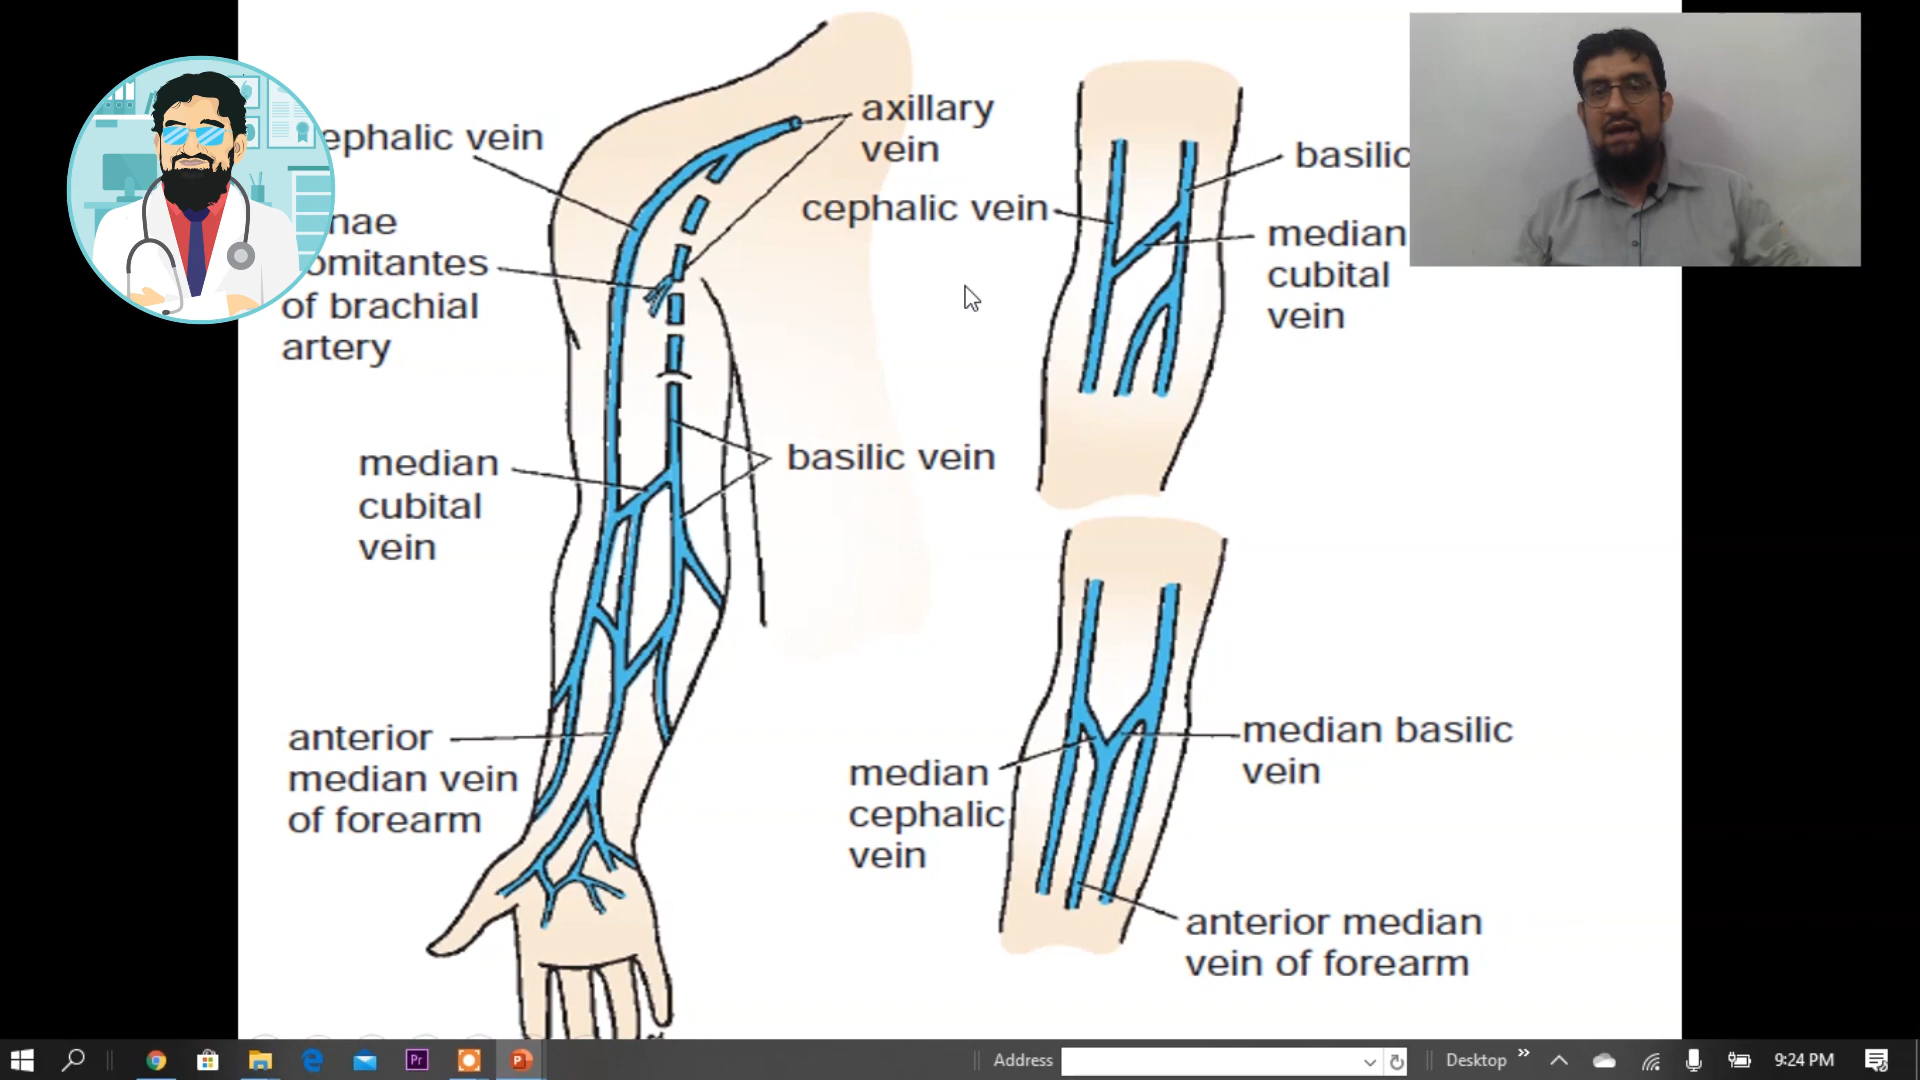 ephalic vein
nae
omitantes
of brachial
artery
axillary
vein
cephalic vein
basilic
median
cubital
vein
median
cubital
vein
basilic vein
anterior
median vein
of forearm
median basilic
vein
median
cephalic
vein
anterior median
vein of forearm
Pr
P
Address
Desktop
9:24 PM